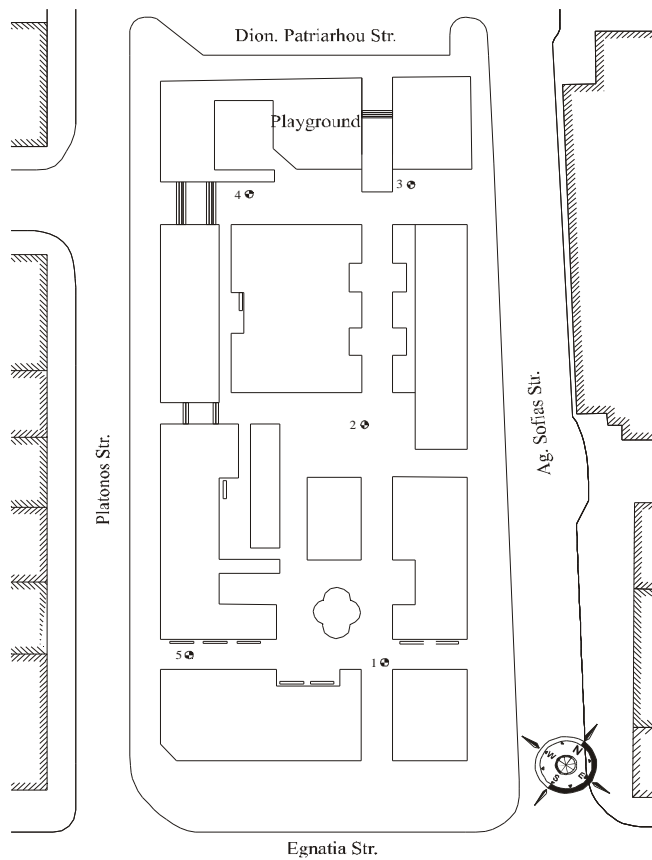 Dion. Patriarhou Str.
Playground
4
3
2
Platonos Str.
Ag. Sofias Str.
5
1
N
W
E
S
Egnatia Str.